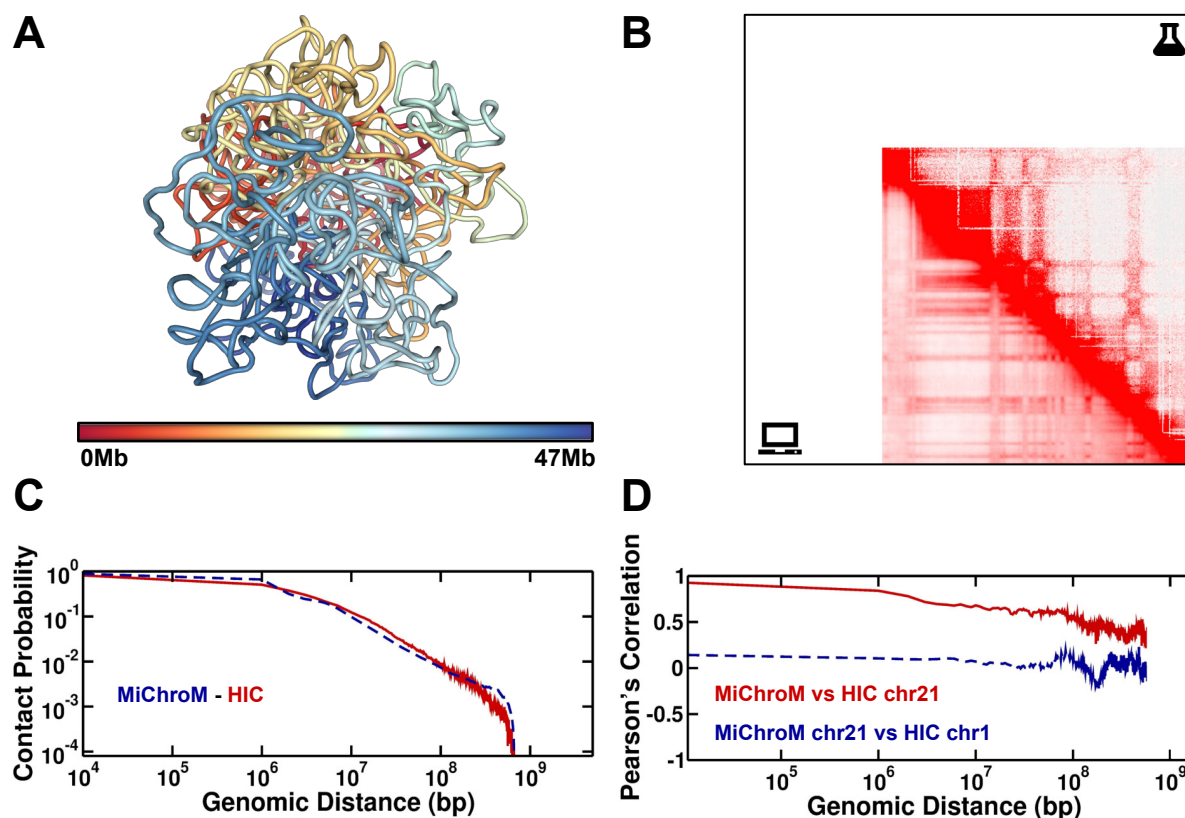 A
B
0Mb
47Mb
C
D
Contact Probability
10^0
10^-1
10^-2
10^-3
10^-4
MiChroM - HIC
10^4 10^5 10^6 10^7 10^8 10^9
Genomic Distance (bp)
Pearson's Correlation
1
0.5
0
-0.5
-1
MiChroM vs HIC chr21
MiChroM chr21 vs HIC chr1
10^5 10^6 10^7 10^8 10^9
Genomic Distance (bp)